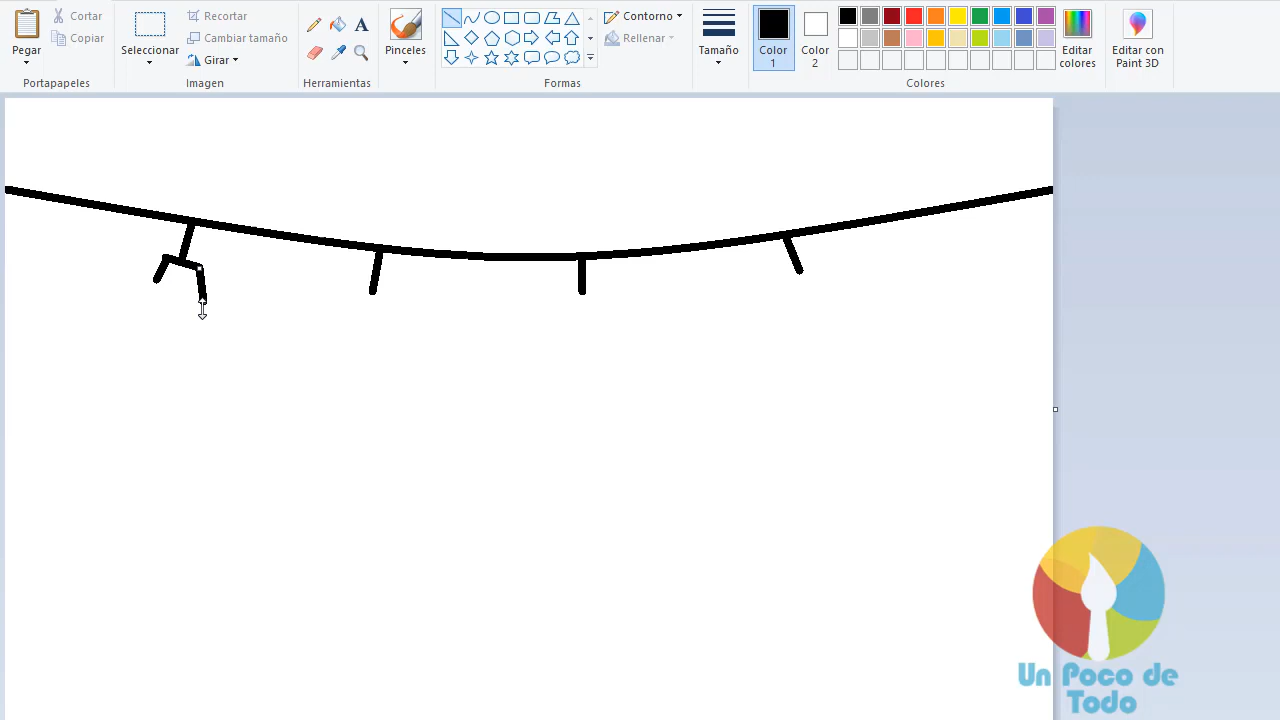 Pegar
Cortar
Copiar
Portapapeles
Seleccionar
Recortar
Cambiar tamaño
Girar
Imagen
A
Herramientas
Pinceles
Contorno
Rellenar
Formas
Tamaño
Color
1
Color
2
Editar
colores
Colores
Editar con
Paint 3D
Un Poco de
Todo